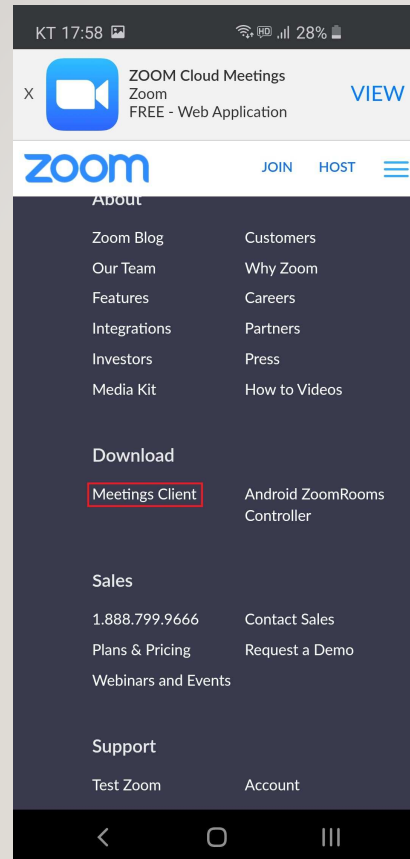 KT 17:58 28%
X
ZOOM Cloud Meetings
Zoom
FREE - Web Application
VIEW
zoom JOIN HOST
About
Zoom Blog Customers
Our Team Why Zoom
Features Careers
Integrations Partners
Investors Press
Media Kit How to Videos
Download
Meetings Client Android ZoomRooms
Controller
Sales
1.888.799.9666 Contact Sales
Plans & Pricing Request a Demo
Webinars and Events
Support
Test Zoom Account